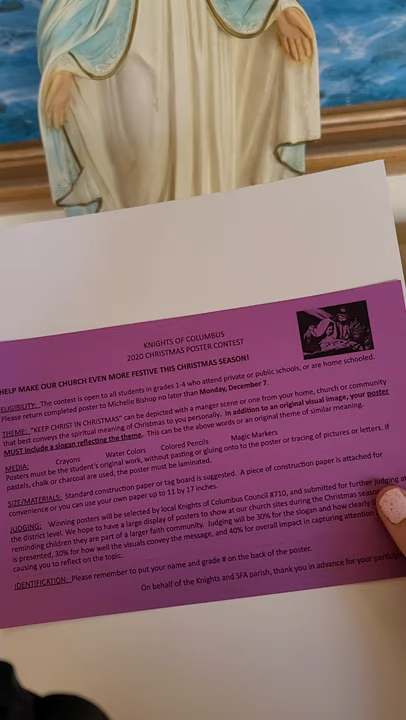 KNIGHTS OF COLUMBUS
2020 CHRISTMAS POSTER CONTEST
HELP MAKE OUR CHURCH EVEN MORE FESTIVE THIS CHRISTMAS SEASON!
ELIGIBILITY: The contest is open to all students in grades 1-4 who attend private or public schools, or are home schooled.
Please return completed poster to Michelle Bishop no later than Monday, December 7.
THEME: "KEEP CHRIST IN CHRISTMAS" can be depicted with a manger scene or one from your home, church or community
that best conveys the spiritual meaning of Christmas to you personally. In addition to an original visual image, your poster
MUST include a slogan reflecting the theme. This can be the above words or an original theme of similar meaning.
MEDIA: Crayons Water Colors Colored Pencils Magic Markers
Posters must be the student's original work, without pasting or gluing onto to the poster or tracing of pictures or letters. If
pastels, chalk or charcoal are used, the poster must be laminated.
SIZE/MATERIALS: Standard construction paper or tag board is suggested. A piece of construction paper is attached for
convenience or you can use your own paper up to 11 by 17 inches.
JUDGING: Winning posters will be selected by local Knights of Columbus Council #710, and submitted for further judging at
the district level. We hope to have a large display of posters to show at our church sites during the Christmas season
reminding children they are part of a larger faith community. Judging will be 30% for the slogan and how clearly
is presented, 30% for how well the visuals convey the message, and 40% for overall impact in capturing attention
causing you to reflect on the topic.
IDENTIFICATION: Please remember to put your name and grade # on the back of the poster.
On behalf of the Knights and SFA parish, thank you in advance for your